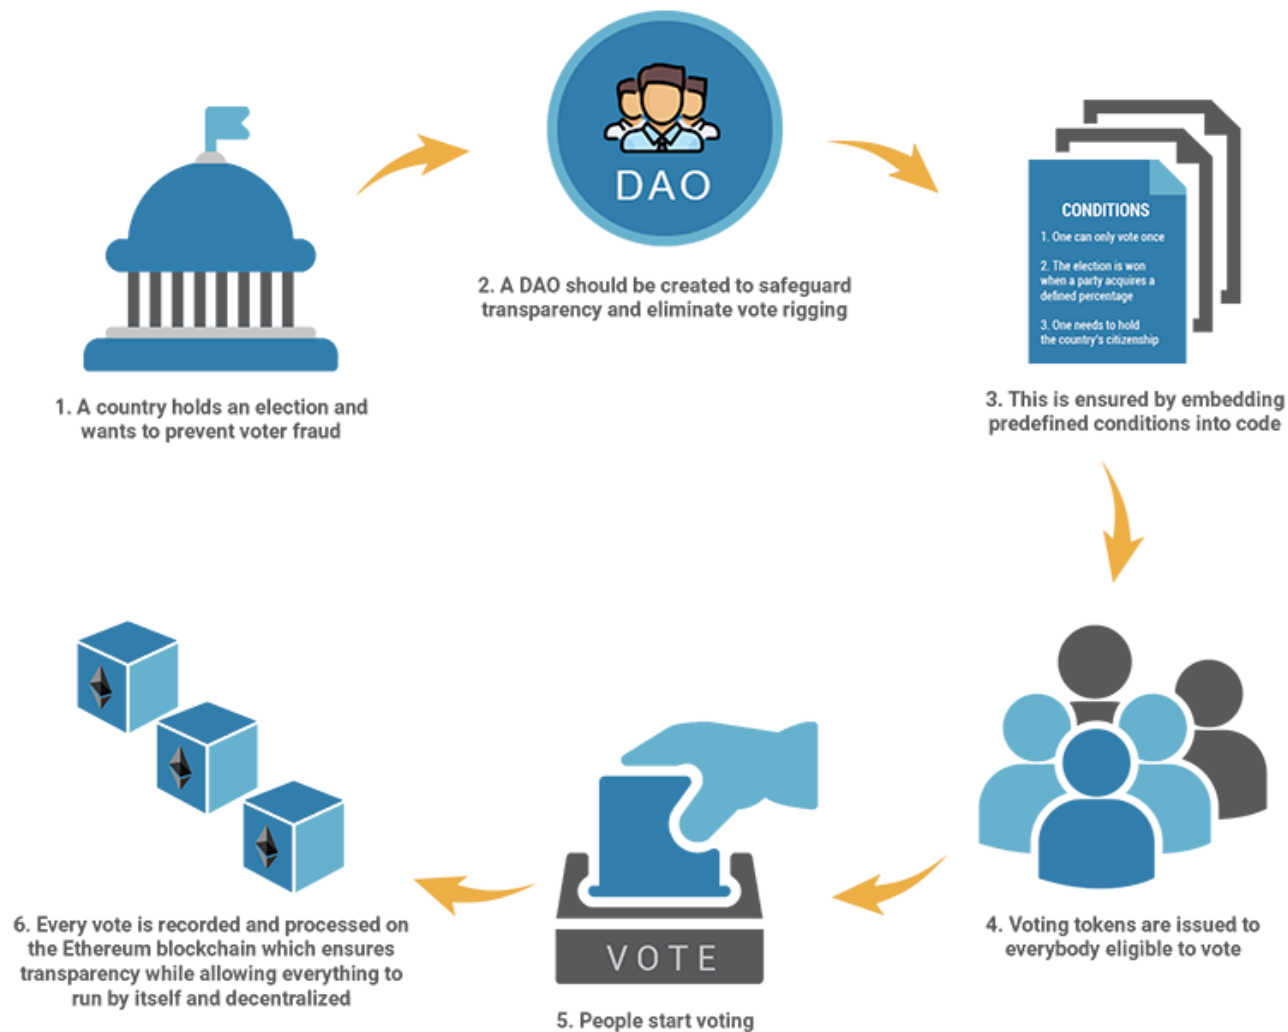 DAO
1. A country holds an election and
wants to prevent voter fraud
2. A DAO should be created to safeguard
transparency and eliminate vote rigging
CONDITIONS
1. One can only vote once
2. The election is won
when a party acquires a
defined percentage
3. One needs to hold
the country's citizenship
3. This is ensured by embedding
predefined conditions into code
4. Voting tokens are issued to
everybody eligible to vote
VOTE
5. People start voting
6. Every vote is recorded and processed on
the Ethereum blockchain which ensures
transparency while allowing everything to
run by itself and decentralized